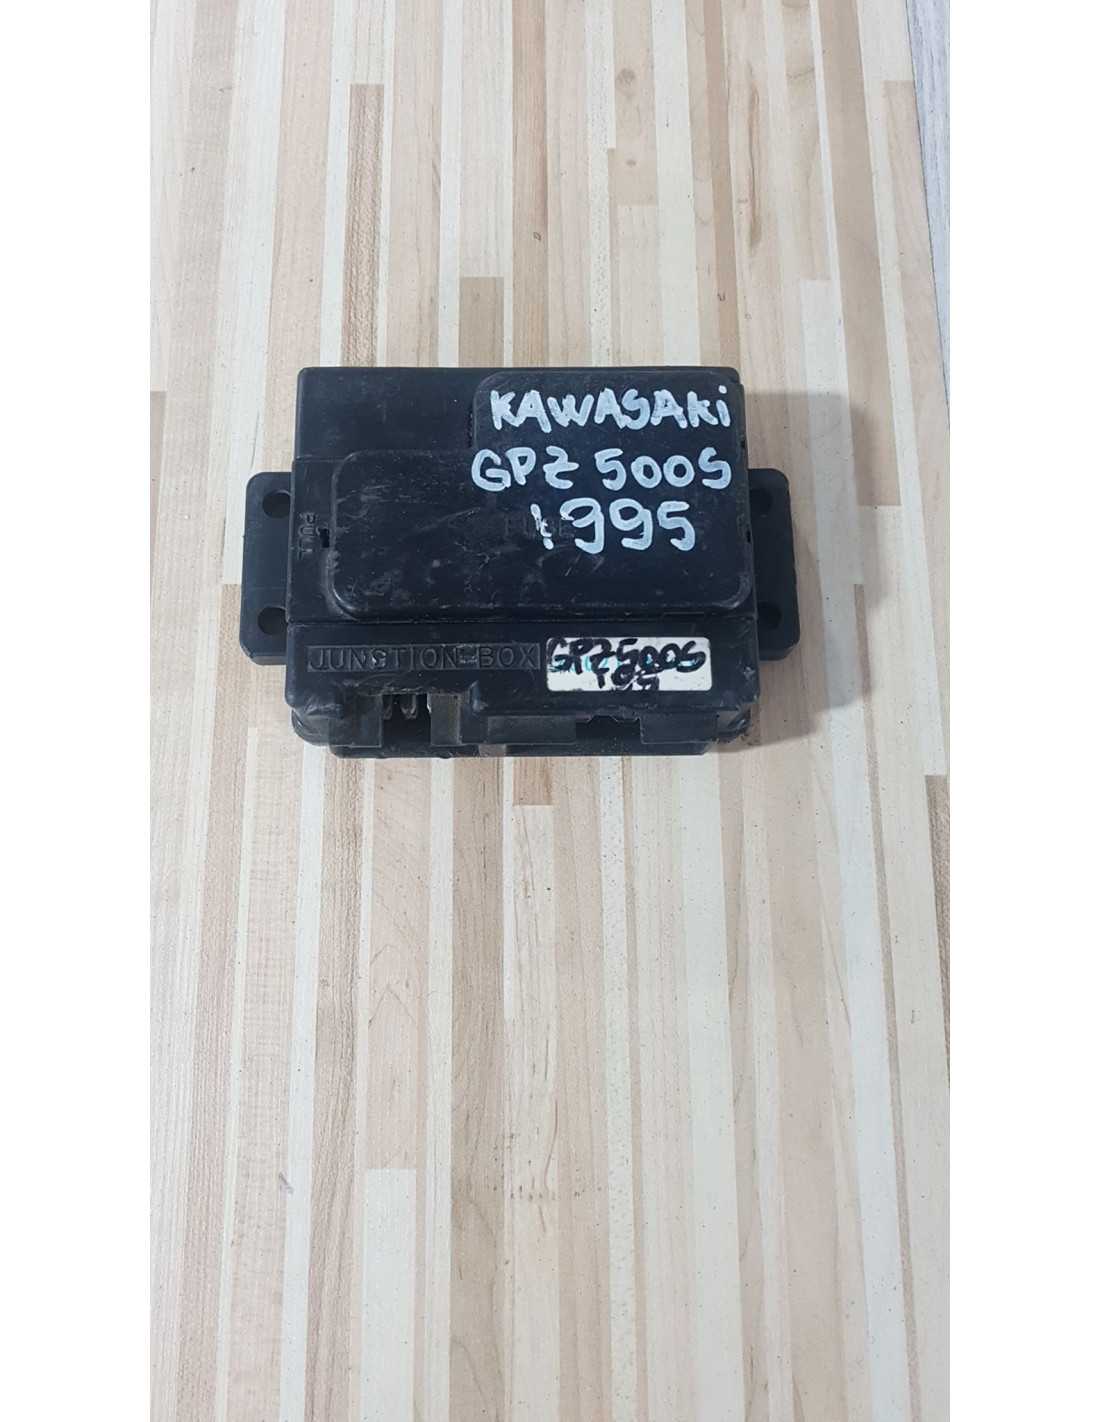 KAWASAKi
GPZ 500S
1995
FUSE
PULL
JUNCTION BOX
GPZ500S